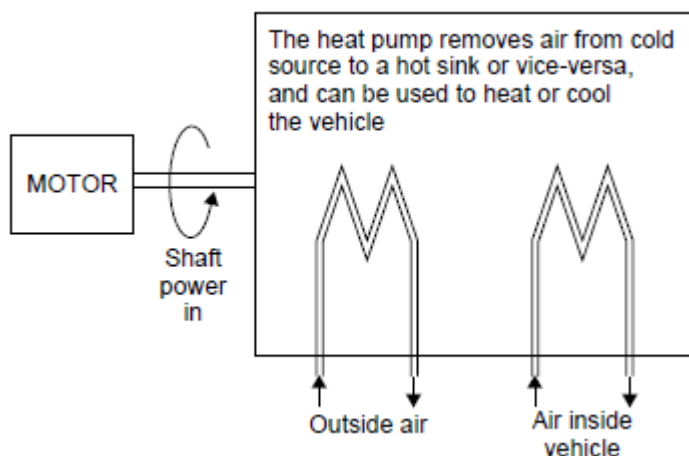 The heat pump removes air from cold
source to a hot sink or vice-versa,
and can be used to heat or cool
the vehicle
MOTOR
Shaft
power
in
Outside air
Air inside
vehicle